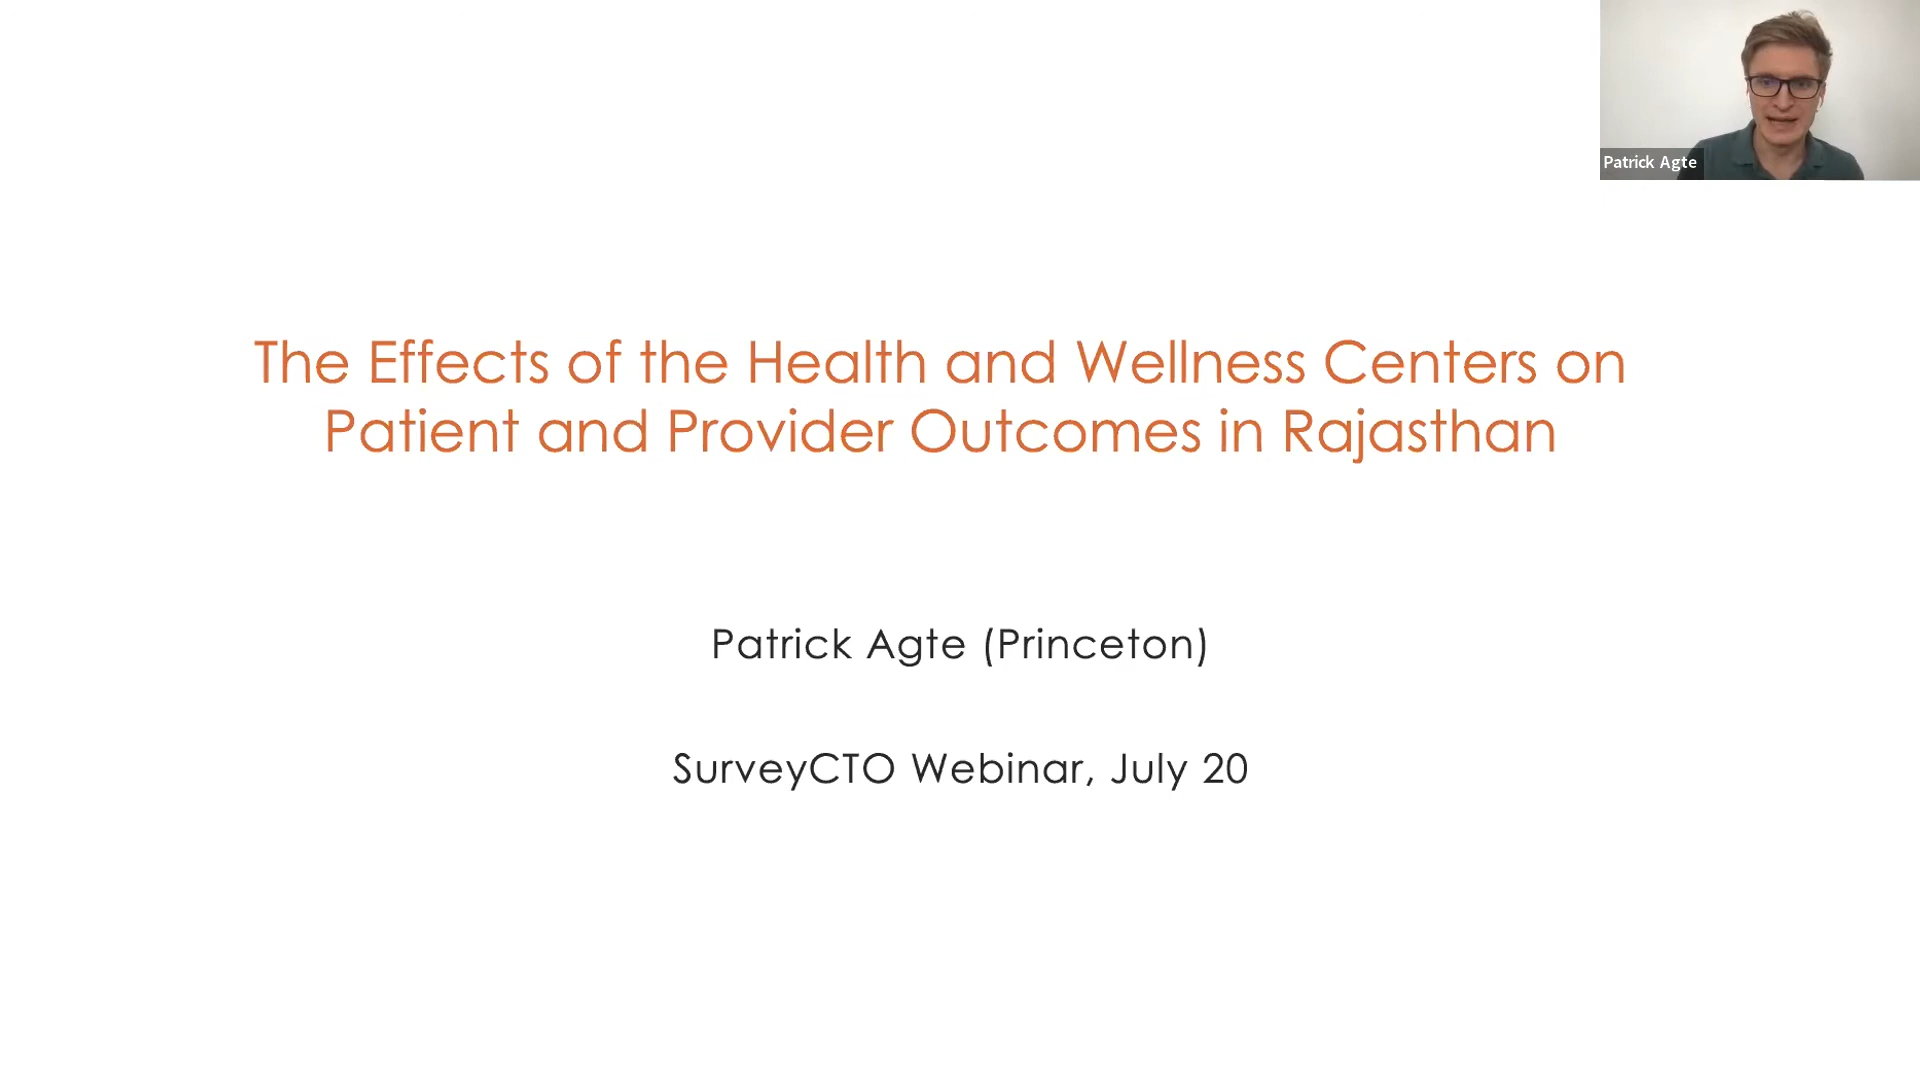 Patrick Agte
The Effects of the Health and Wellness Centers on
Patient and Provider Outcomes in Rajasthan
Patrick Agte (Princeton)
SurveyCTO Webinar, July 20